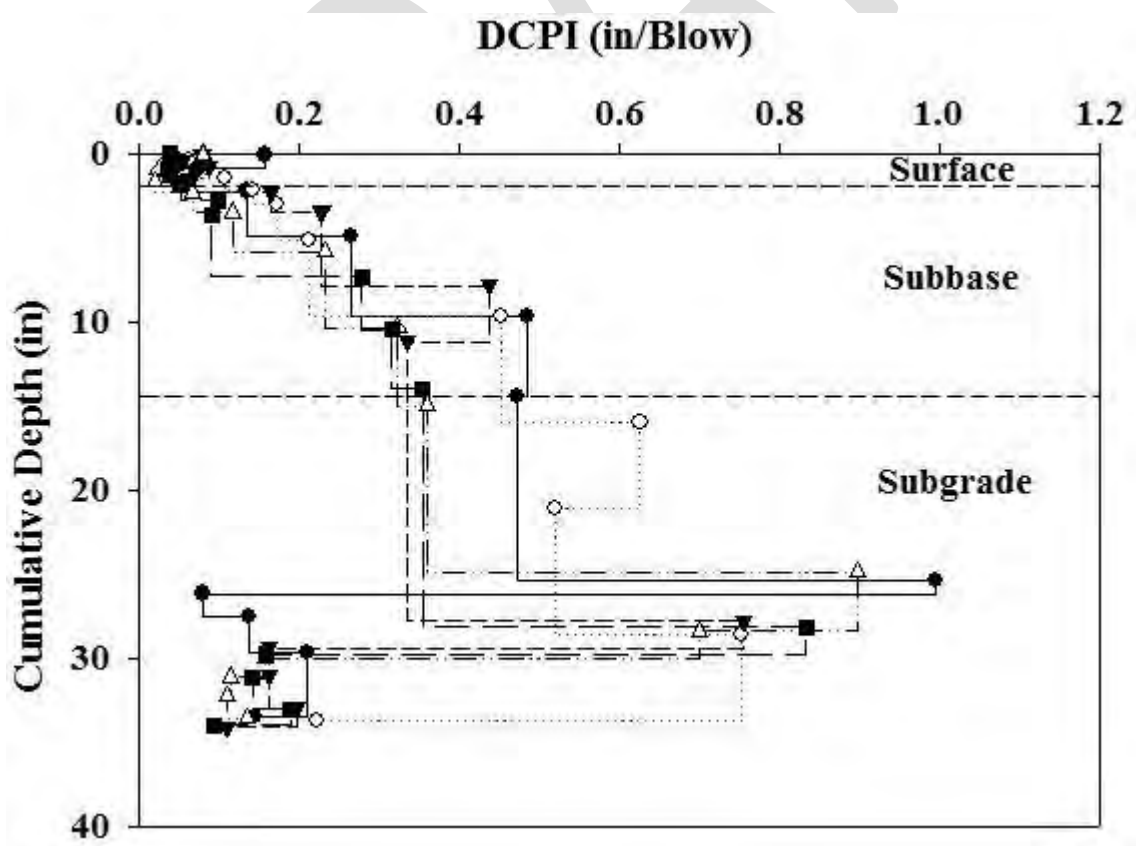 DCPI (in/Blow)
0.0 0.2 0.4 0.6 0.8 1.0 1.2
0
Surface
Subbase
10
Subgrade
20
30
40
Cumulative Depth (in)